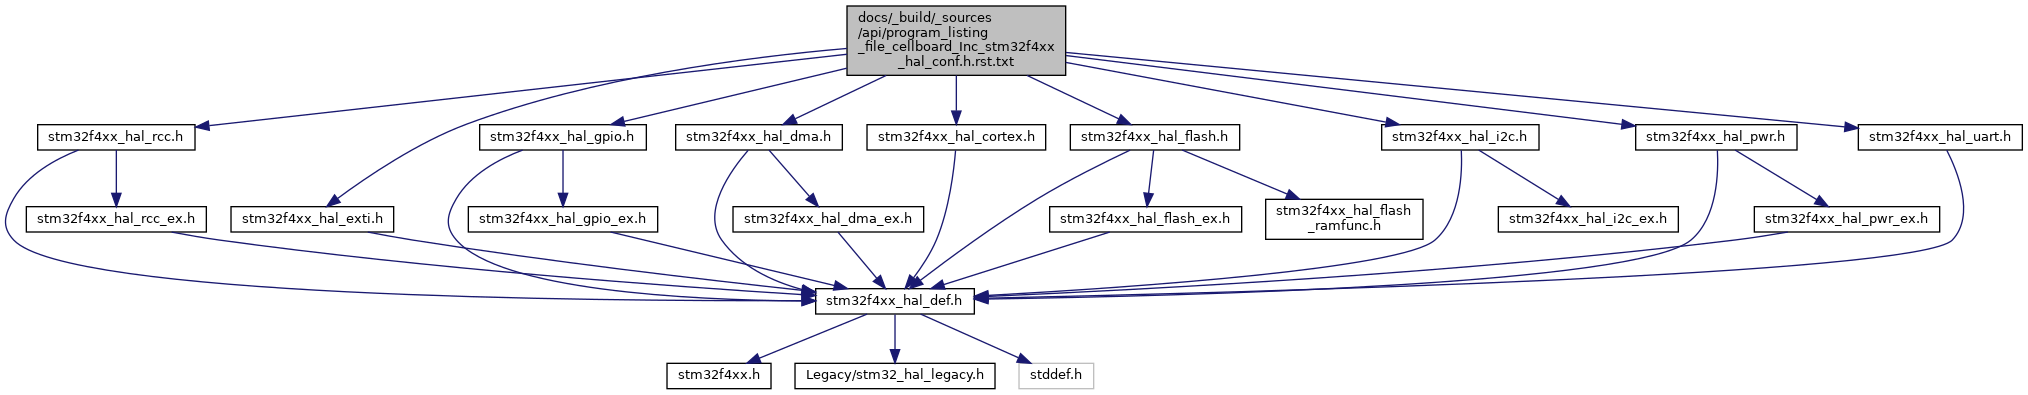 docs/_build/_sources
/api/program_listing
_file_cellboard_Inc_stm32f4xx
_hal_conf.h.rst.txt
stm32f4xx_hal_rcc.h
stm32f4xx_hal_gpio.h
stm32f4xx_hal_dma.h
stm32f4xx_hal_cortex.h
stm32f4xx_hal_flash.h
stm32f4xx_hal_i2c.h
stm32f4xx_hal_pwr.h
stm32f4xx_hal_uart.h
stm32f4xx_hal_rcc_ex.h
stm32f4xx_hal_exti.h
stm32f4xx_hal_gpio_ex.h
stm32f4xx_hal_dma_ex.h
stm32f4xx_hal_flash_ex.h
stm32f4xx_hal_flash
_ramfunc.h
stm32f4xx_hal_i2c_ex.h
stm32f4xx_hal_pwr_ex.h
stm32f4xx_hal_def.h
stm32f4xx.h
Legacy/stm32_hal_legacy.h
stddef.h